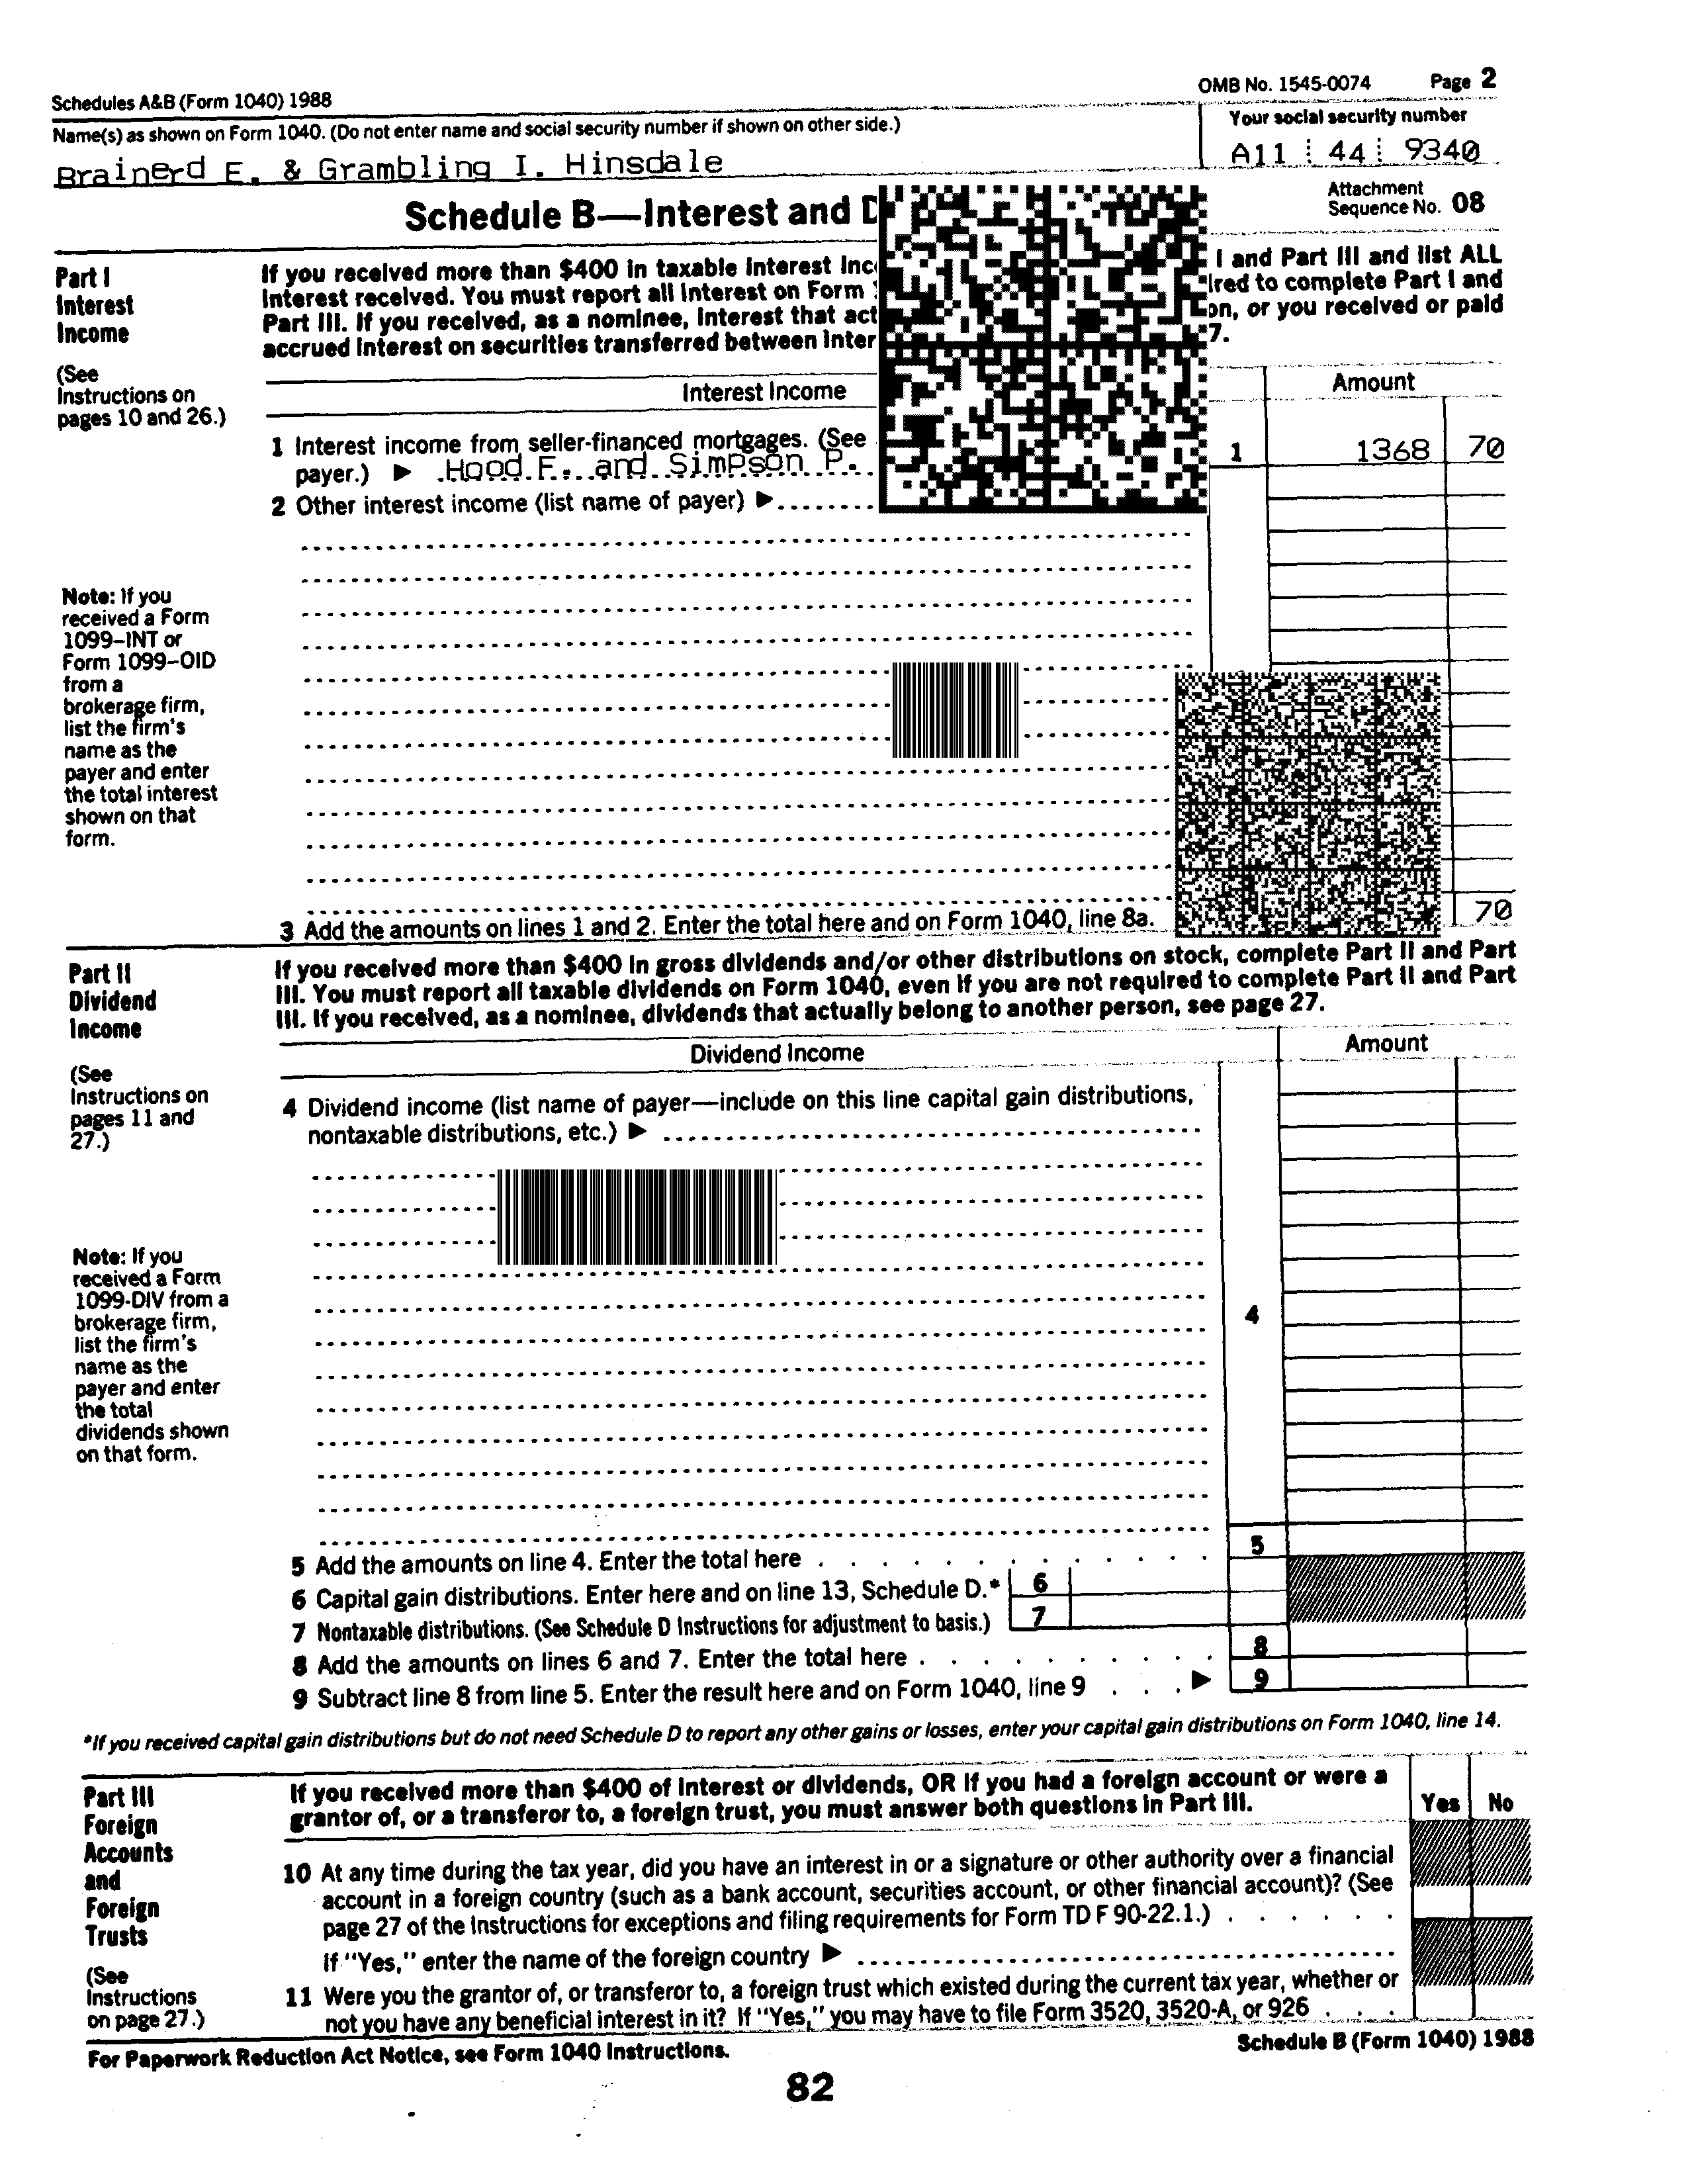 Schedules A&B (Form 1040) 1988 OMB No. 1545-0074 Page 2
Name(s) as shown on Form 1040. (Do not enter name and social security number if shown on other side.) Your social security number
Brainerd E. & Grambling I. Hinsdale A11 44 9340
Schedule B—Interest and Attachment Sequence No. 08
Part I
Interest
Income
(See
Instructions on
pages 10 and 26.)
If you received more than $400 in taxable interest I and Part III and list ALL
interest received. You must report all interest on Form to complete Part I and
Part III. If you received, as a nominee, interest that or you received or paid
accrued interest on securities transferred between 7.
Interest Income Amount
1 Interest income from seller-financed mortgages. (See
payer.) ▶ Hood F. and Simpson P. 1 1368 70
2 Other interest income (list name of payer) ▶
Note: If you
received a Form
1099–INT or
Form 1099–OID
from a
brokerage firm,
list the firm's
name as the
payer and enter
the total interest
shown on that
form.
3 Add the amounts on lines 1 and 2. Enter the total here and on Form 1040, line 8a. 70
Part II
Dividend
Income
(See
Instructions on
pages 11 and
27.)
If you received more than $400 in gross dividends and/or other distributions on stock, complete Part II and Part
III. You must report all taxable dividends on Form 1040, even if you are not required to complete Part II and Part
III. If you received, as a nominee, dividends that actually belong to another person, see page 27.
Dividend Income Amount
4 Dividend income (list name of payer—include on this line capital gain distributions,
nontaxable distributions, etc.) ▶
Note: If you
received a Form
1099-DIV from a
brokerage firm,
list the firm's
name as the
payer and enter
the total
dividends shown
on that form.
4
5 Add the amounts on line 4. Enter the total here 5
6 Capital gain distributions. Enter here and on line 13, Schedule D.* 6
7 Nontaxable distributions. (See Schedule D Instructions for adjustment to basis.) 7
8 Add the amounts on lines 6 and 7. Enter the total here 8
9 Subtract line 8 from line 5. Enter the result here and on Form 1040, line 9 ▶ 9
*If you received capital gain distributions but do not need Schedule D to report any other gains or losses, enter your capital gain distributions on Form 1040, line 14.
Part III
Foreign
Accounts
and
Foreign
Trusts
(See
Instructions
on page 27.)
If you received more than $400 of interest or dividends, OR if you had a foreign account or were a
grantor of, or a transferor to, a foreign trust, you must answer both questions in Part III. Yes No
10 At any time during the tax year, did you have an interest in or a signature or other authority over a financial
account in a foreign country (such as a bank account, securities account, or other financial account)? (See
page 27 of the Instructions for exceptions and filing requirements for Form TD F 90-22.1.)
If "Yes," enter the name of the foreign country ▶
11 Were you the grantor of, or transferor to, a foreign trust which existed during the current tax year, whether or
not you have any beneficial interest in it? If "Yes," you may have to file Form 3520, 3520-A, or 926
For Paperwork Reduction Act Notice, see Form 1040 Instructions. Schedule B (Form 1040) 1988
82